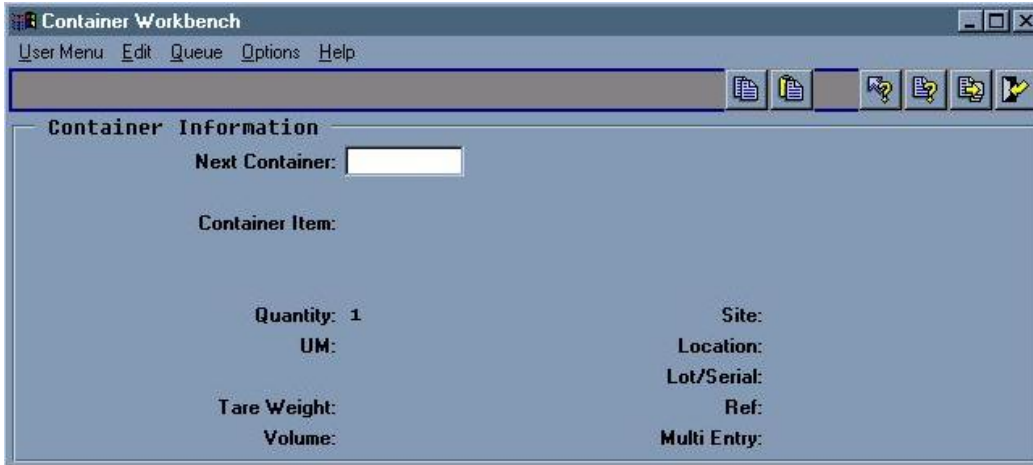 Container Workbench
User Menu Edit Queue Options Help
Container Information
Next Container:
Container Item:
Quantity: 1 Site:
UM: Location:
Lot/Serial:
Tare Weight: Ref:
Volume: Multi Entry: